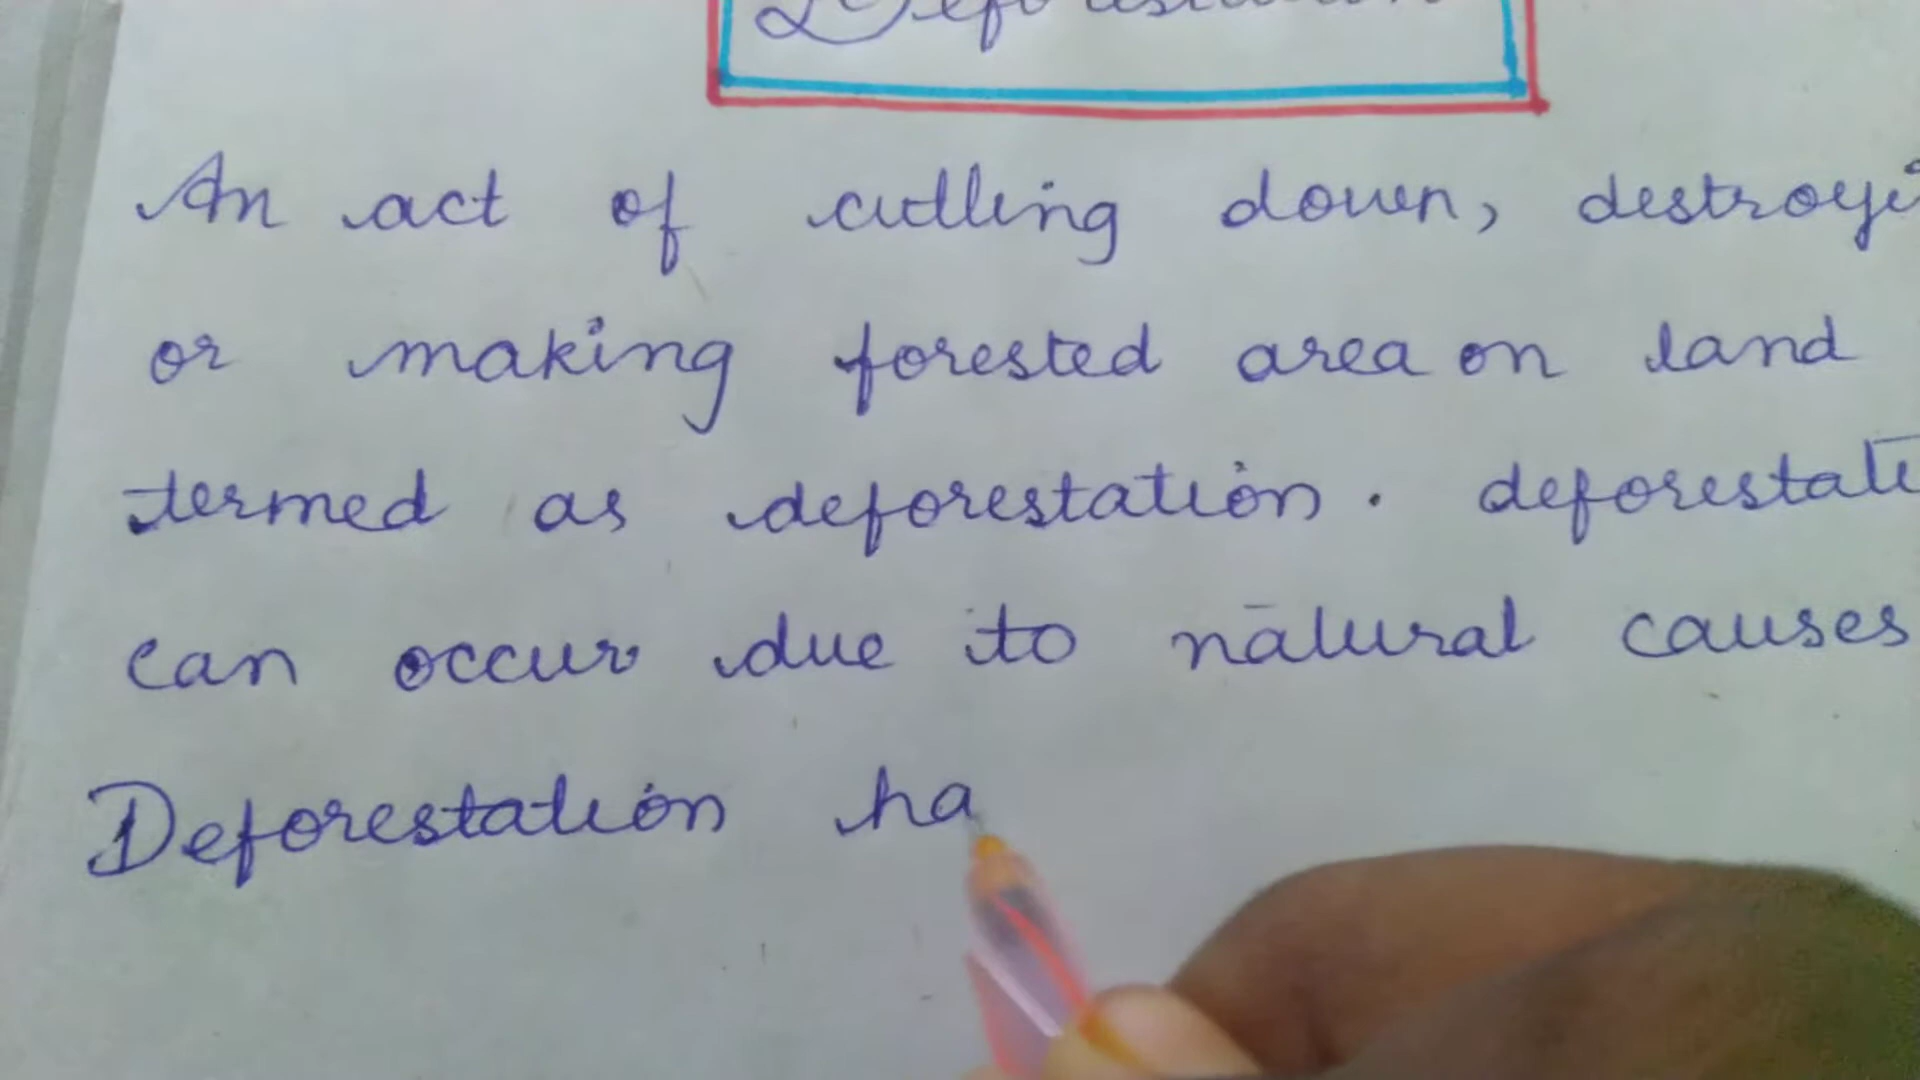 Deforestation
An act of cutting down, destroyi
or making forested area on land
termed as deforestation. deforestati
can occur due to natural causes
Deforestation ha